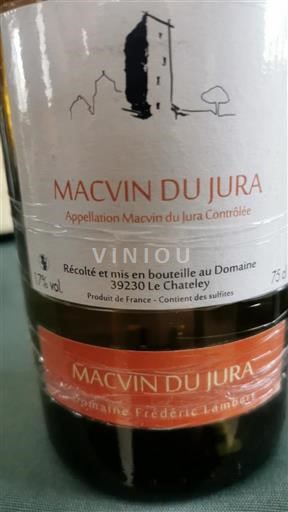 MACVIN DU JURA
Appellation Macvin du Jura Contrôlée
VINIOU
Récolté et mis en bouteille au Domaine
39230 Le Chateley
17% vol.
75 cl
Produit de France - Contient des sulfites
MACVIN DU JURA
Domaine Frédéric Lambert